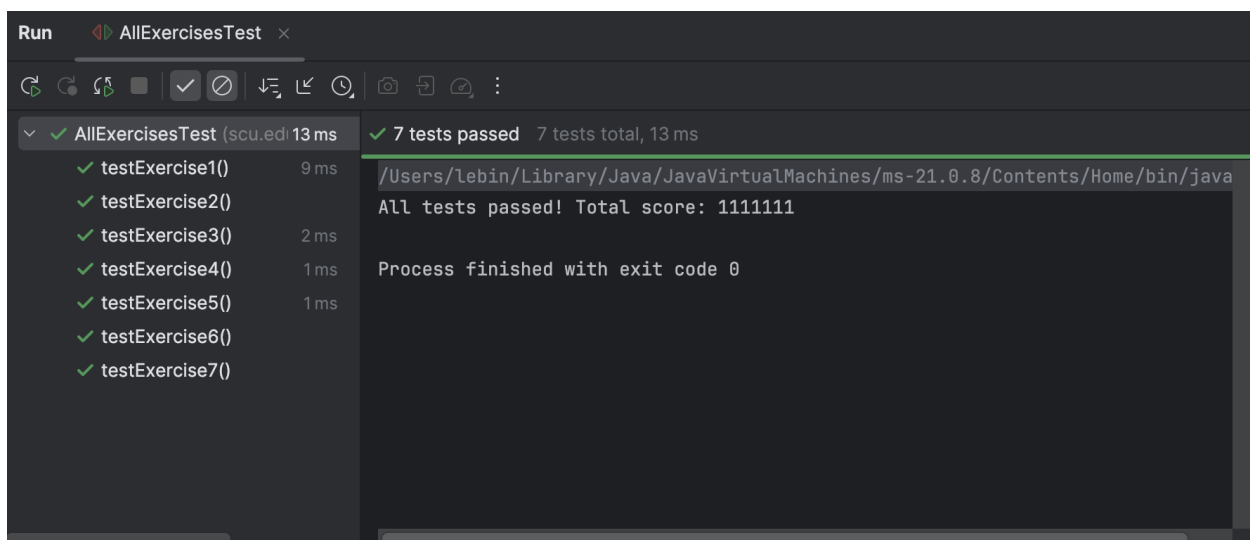 Run AllExercisesTest
AllExercisesTest (scu.ed 13 ms
testExercise1() 9 ms
testExercise2()
testExercise3() 2 ms
testExercise4() 1 ms
testExercise5() 1 ms
testExercise6()
testExercise7()
7 tests passed 7 tests total, 13 ms
/Users/lebin/Library/Java/JavaVirtualMachines/ms-21.0.8/Contents/Home/bin/java
All tests passed! Total score: 1111111
Process finished with exit code 0